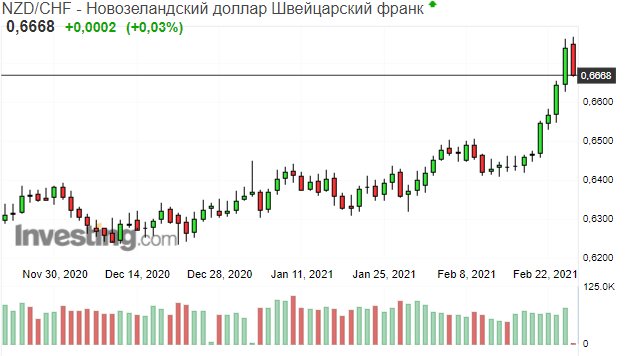 NZD/CHF - Новозеландский доллар Швейцарский франк
0,6668 +0,0002 (+0,03%)
0,6668
0,6600
0,6500
0,6400
0,6300
0,6200
Investing.com
Nov 30, 2020 Dec 14, 2020 Dec 28, 2020 Jan 11, 2021 Jan 25, 2021 Feb 8, 2021 Feb 22, 2021
125.0K
0